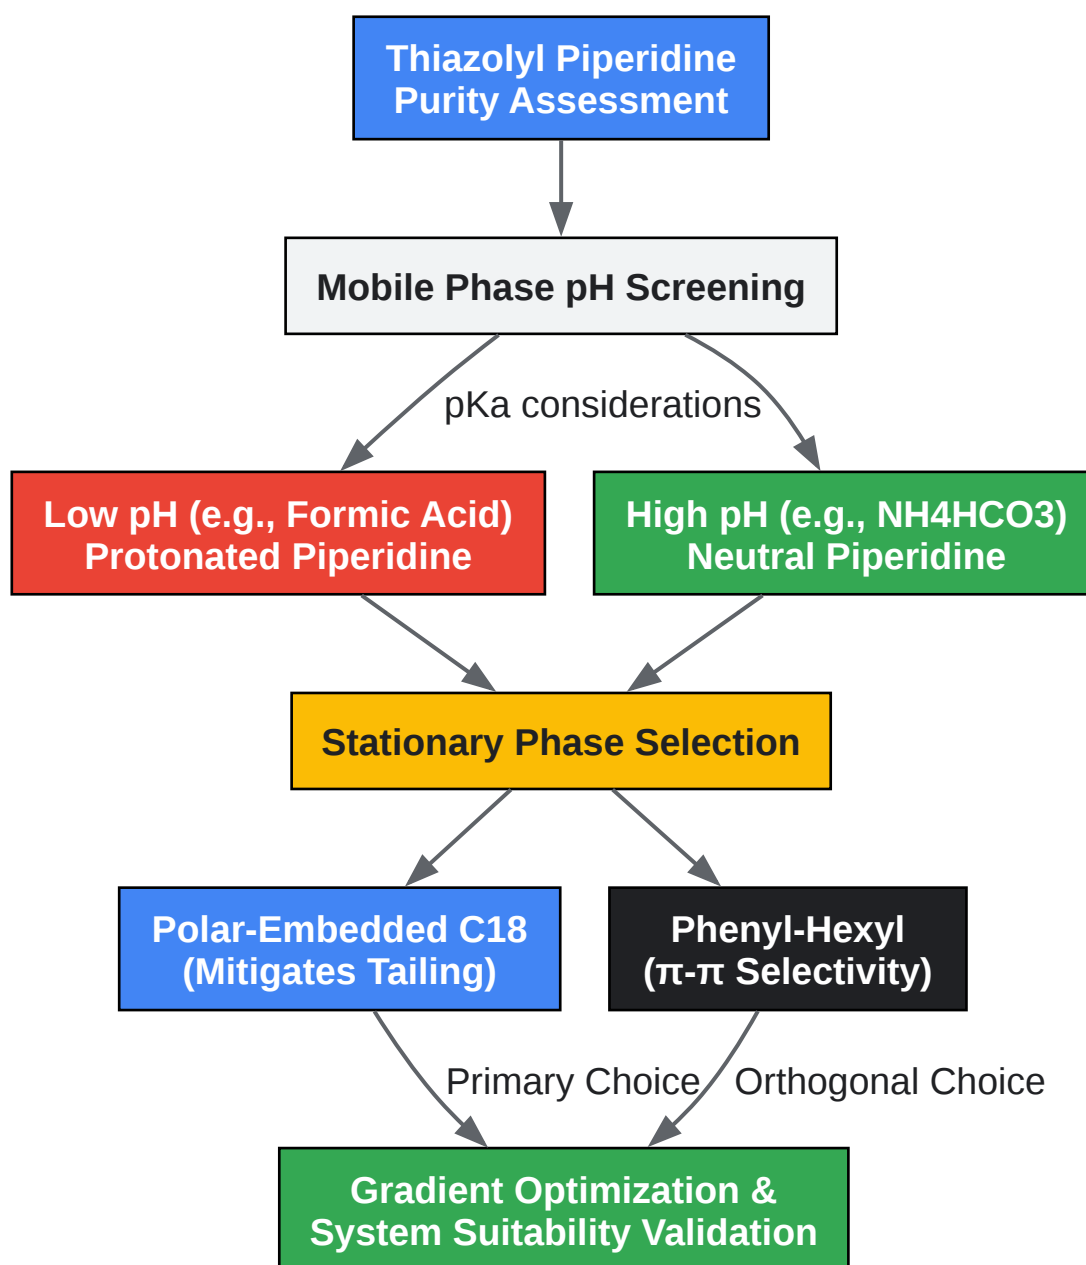 Thiazolyl Piperidine
Purity Assessment
Mobile Phase pH Screening
pKa considerations
Low pH (e.g., Formic Acid)
Protonated Piperidine
High pH (e.g., NH4HCO3)
Neutral Piperidine
Stationary Phase Selection
Polar-Embedded C18
(Mitigates Tailing)
Phenyl-Hexyl
(π-π Selectivity)
Primary Choice
Orthogonal Choice
Gradient Optimization &
System Suitability Validation